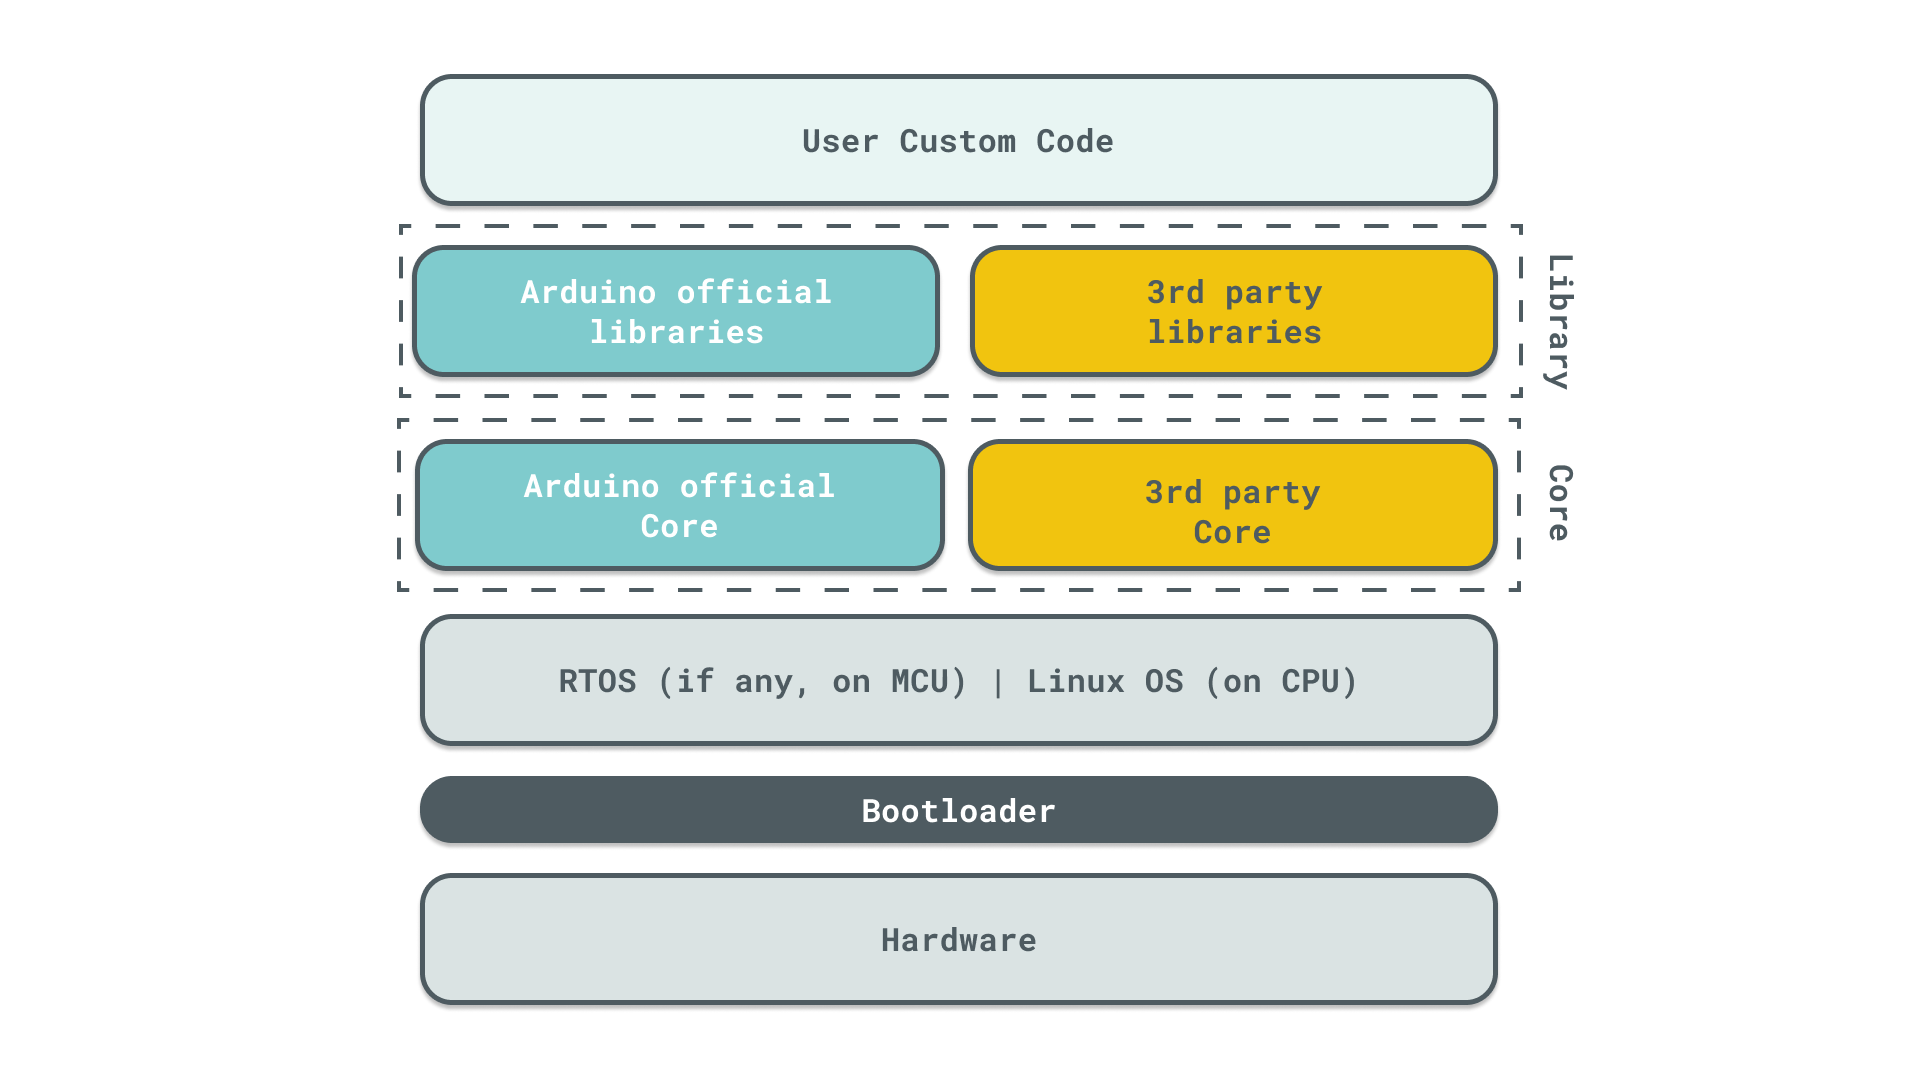 User Custom Code
Arduino official
libraries
3rd party
libraries
Library
Arduino official
Core
3rd party
Core
Core
RTOS (if any, on MCU) | Linux OS (on CPU)
Bootloader
Hardware